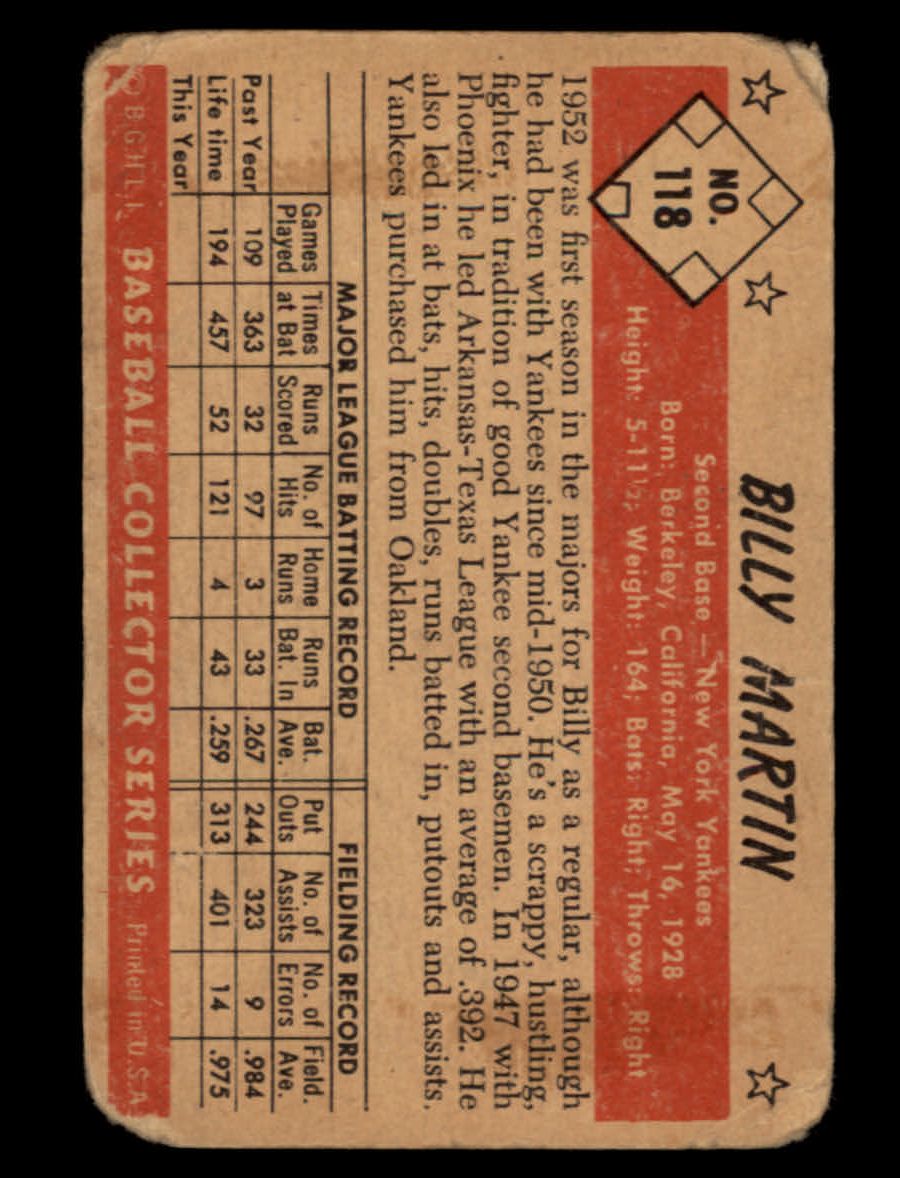 BILLY MARTIN
NO.
118
Second Base — New York Yankees
Born: Berkeley, California, May 16, 1928
Height: 5-11½; Weight: 164; Bats: Right; Throws: Right
1952 was first season in the majors for Billy as a regular, although
he had been with Yankees since mid-1950. He's a scrappy, hustling,
fighter, in tradition of good Yankee second basemen. In 1947 with
Phoenix he led Arkansas-Texas League with an average of .392. He
also led in at bats, hits, doubles, runs batted in, putouts and assists.
Yankees purchased him from Oakland.
MAJOR LEAGUE BATTING RECORD FIELDING RECORD
Games Times Runs No. of Home Runs Bat. Put No. of No. of Field.
Played at Bat Scored Hits Runs Bat. In Ave. Outs Assists Errors Ave.
Past Year 109 363 32 97 3 33 .267 244 323 9 .984
Life time 194 457 52 121 4 43 .259 313 401 14 .975
This Year
BASEBALL COLLECTOR SERIES Printed in U.S.A.